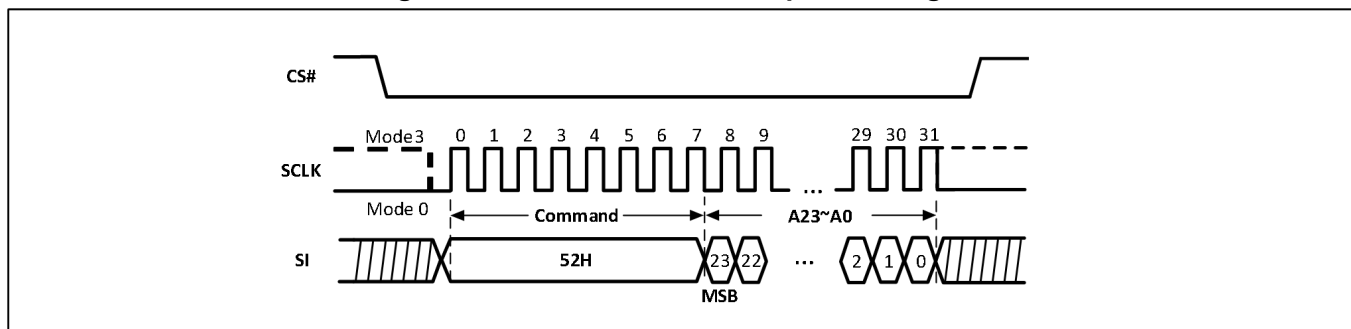 CS#
Mode3 0 1 2 3 4 5 6 7 8 9 29 30 31
SCLK
...
Mode 0 Command A23~A0
SI 52H 23 22 ... 2 1 0
MSB